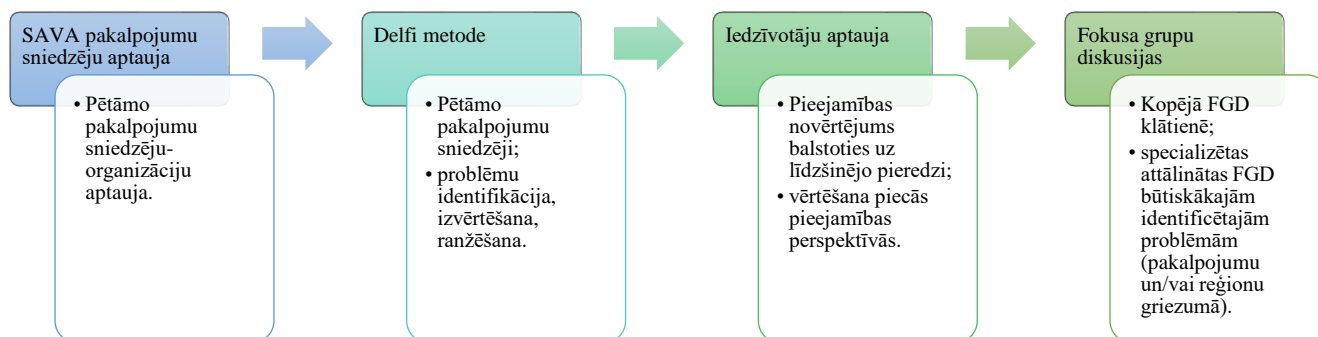 SAVA pakalpojumu
sniedzēju aptauja
• Pētāmo
pakalpojumu
sniedzēju-
organizāciju
aptauja.
Delfi metode
• Pētāmo
pakalpojumu
sniedzēji;
• problēmu
identifikācija,
izvērtēšana,
ranžēšana.
Iedzīvotāju aptauja
• Pieejamības
novērtējums
balstoties uz
līdzšinējo pieredzi;
• vērtēšana piecās
pieejamības
perspektīvās.
Fokusa grupu
diskusijas
• Kopējā FGD
klātienē;
• specializētas
attālinātas FGD
būtiskākajām
identificētajām
problēmām
(pakalpojumu
un/vai reģionu
griezumā).